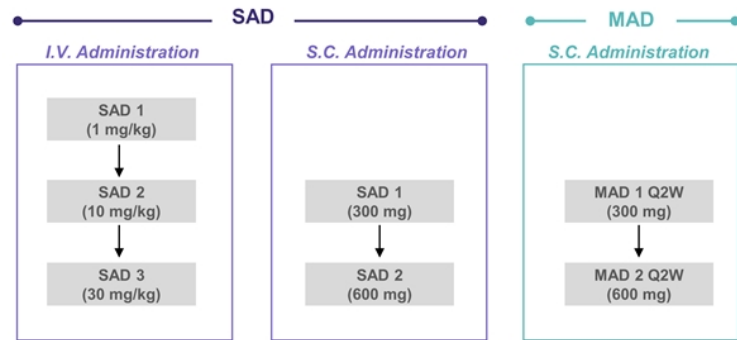 SAD
MAD
I.V. Administration
S.C. Administration
S.C. Administration
SAD 1
(1 mg/kg)
SAD 2
(10 mg/kg)
SAD 3
(30 mg/kg)
SAD 1
(300 mg)
SAD 2
(600 mg)
MAD 1 Q2W
(300 mg)
MAD 2 Q2W
(600 mg)